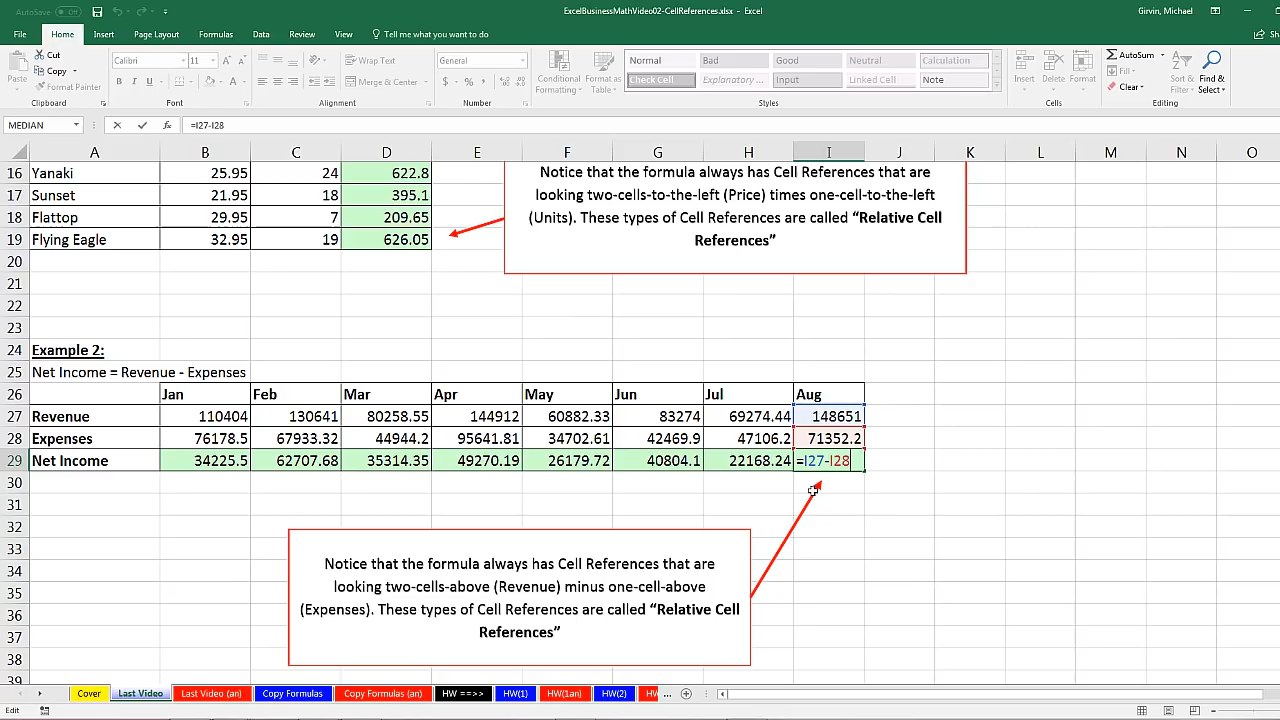 AutoSave Off ExcelBusinessMathVideo02-CellReferences.xlsx - Excel Girvin, Michael
File Home Insert Page Layout Formulas Data Review View Tell me what you want to do
Cut
Copy
Format Painter
Paste
Clipboard
Calibri 11
B I U
Font
Wrap Text
Merge & Center
Alignment
General
$ % ,
Number
Conditional Formatting
Format as Table
Normal Bad Good Neutral Calculation
Check Cell Explanatory ... Input Linked Cell Note
Styles
Insert Delete Format
Cells
AutoSum
Fill
Clear
Sort & Filter
Find & Select
Editing
MEDIAN =I27-I28
A B C D E F G H I J K L M N O
16 Yanaki 25.95 24 622.8
17 Sunset 21.95 18 395.1
18 Flattop 29.95 7 209.65
19 Flying Eagle 32.95 19 626.05
Notice that the formula always has Cell References that are
looking two-cells-to-the-left (Price) times one-cell-to-the-left
(Units). These types of Cell References are called “Relative Cell
References”
20
21
22
23
24 Example 2:
25 Net Income = Revenue - Expenses
26 Jan Feb Mar Apr May Jun Jul Aug
27 Revenue 110404 130641 80258.55 144912 60882.33 83274 69274.44 148651
28 Expenses 76178.5 67933.32 44944.2 95641.81 34702.61 42469.9 47106.2 71352.2
29 Net Income 34225.5 62707.68 35314.35 49270.19 26179.72 40804.1 22168.24 =I27-I28
30
31
32
33
34
35
36
37
38
39
Notice that the formula always has Cell References that are
looking two-cells-above (Revenue) minus one-cell-above
(Expenses). These types of Cell References are called “Relative Cell
References”
Cover Last Video Last Video (an) Copy Formulas Copy Formulas (an) HW ==>> HW(1) HW(1an) HW(2) HW ...
Edit